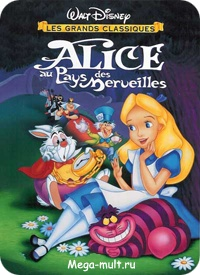 WALT DISNEY
LES GRANDS CLASSIQUES
ALICE
au Pays des
Merveilles
Mega-mult.ru